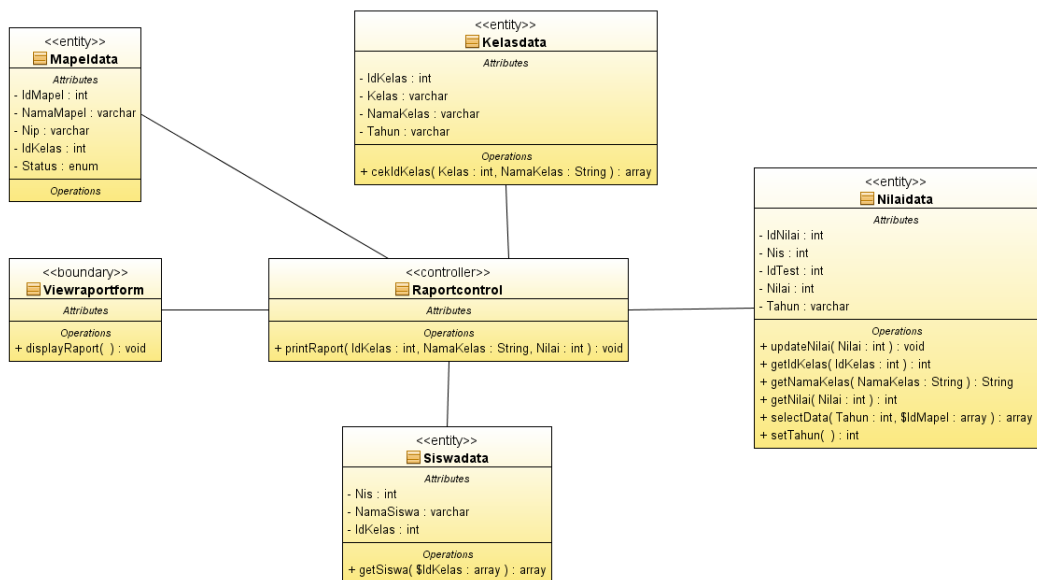 <<entity>>
Mapeldata
Attributes
- IdMapel : int
- NamaMapel : varchar
- Nip : varchar
- IdKelas : int
- Status : enum
Operations
<<entity>>
Kelasdata
Attributes
- IdKelas : int
- Kelas : varchar
- NamaKelas : varchar
- Tahun : varchar
Operations
+ cekIdKelas( Kelas : int, NamaKelas : String ) : array
<<entity>>
Nilaidata
Attributes
- IdNilai : int
- Nis : int
- IdTest : int
- Nilai : int
- Tahun : varchar
Operations
+ updateNilai( Nilai : int ) : void
+ getIdKelas( IdKelas : int ) : int
+ getNamaKelas( NamaKelas : String ) : String
+ getNilai( Nilai : int ) : int
+ selectData( Tahun : int, $IdMapel : array ) : array
+ setTahun( ) : int
<<boundary>>
Viewraportform
Attributes
Operations
+ displayRaport( ) : void
<<controller>>
Raportcontrol
Attributes
Operations
+ printRaport( IdKelas : int, NamaKelas : String, Nilai : int ) : void
<<entity>>
Siswadata
Attributes
- Nis : int
- NamaSiswa : varchar
- IdKelas : int
Operations
+ getSiswa( $IdKelas : array ) : array